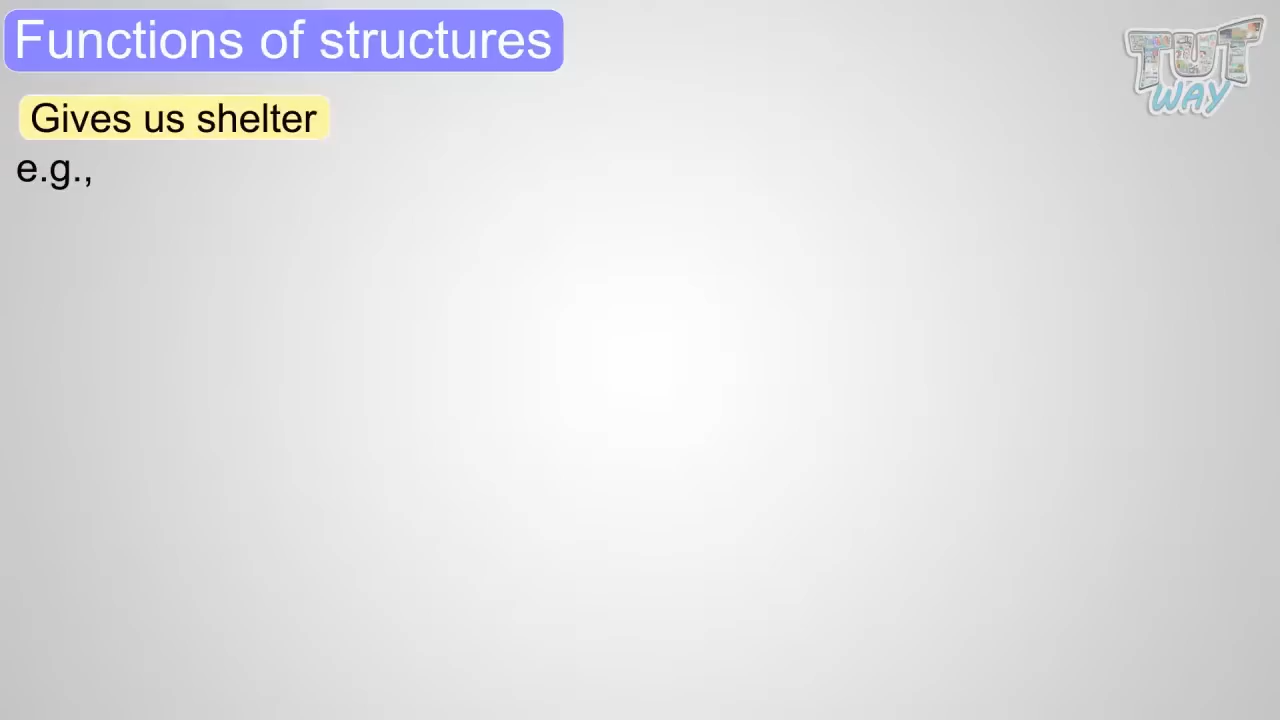 Functions of structures
TUT
WAY
Gives us shelter
e.g.,